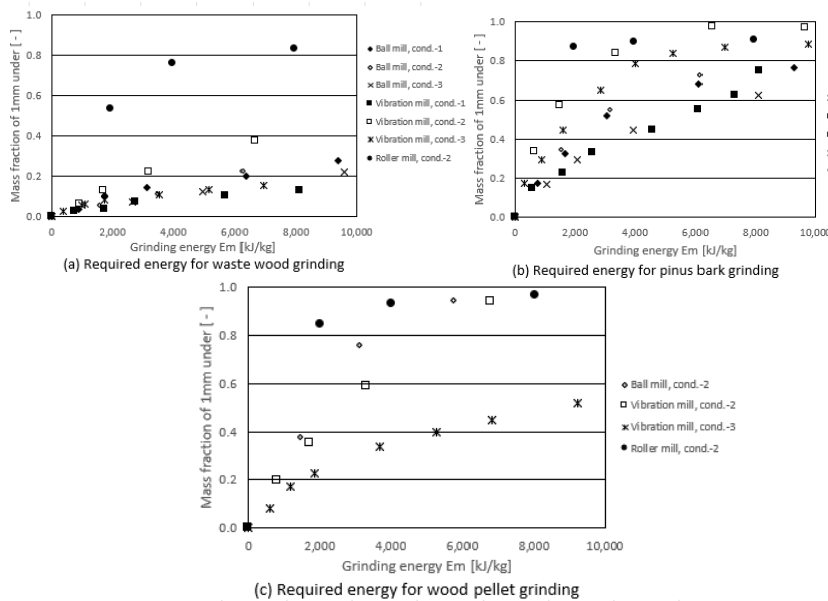 1.0
0.8
0.6
0.4
0.2
0.0
Mass fraction of 1mm under [ - ]
0
2,000
4,000
6,000
8,000
10,000
Grinding energy Em [kJ/kg]
Ball mill, cond.-1
Ball mill, cond.-2
Ball mill, cond.-3
Vibration mill, cond.-1
Vibration mill, cond.-2
Vibration mill, cond.-3
Roller mill, cond.-2
(a) Required energy for waste wood grinding
1.0
0.8
0.6
0.4
0.2
0.0
Mass fraction of 1mm under [ - ]
0
2,000
4,000
6,000
8,000
10,000
Grinding energy Em [kJ/kg]
(b) Required energy for pinus bark grinding
1.0
0.8
0.6
0.4
0.2
0.0
Mass fraction of 1mm under [ - ]
0
2,000
4,000
6,000
8,000
10,000
Grinding energy Em [kJ/kg]
Ball mill, cond.-2
Vibration mill, cond.-2
Vibration mill, cond.-3
Roller mill, cond.-2
(c) Required energy for wood pellet grinding